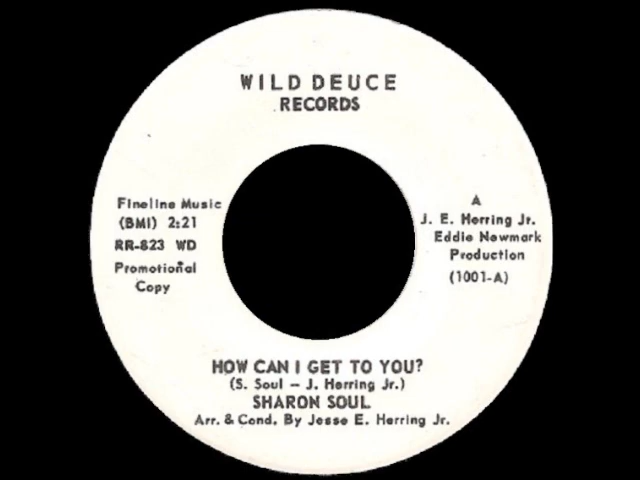 WILD DEUCE
RECORDS
Fineline Music
(BMI) 2:21
RR-823 WD
Promotional
Copy
A
J. E. Herring Jr.
Eddie Newmark
Production
(1001-A)
HOW CAN I GET TO YOU?
(S. Soul - J. Herring Jr.)
SHARON SOUL
Arr. & Cond. By Jesse E. Herring Jr.